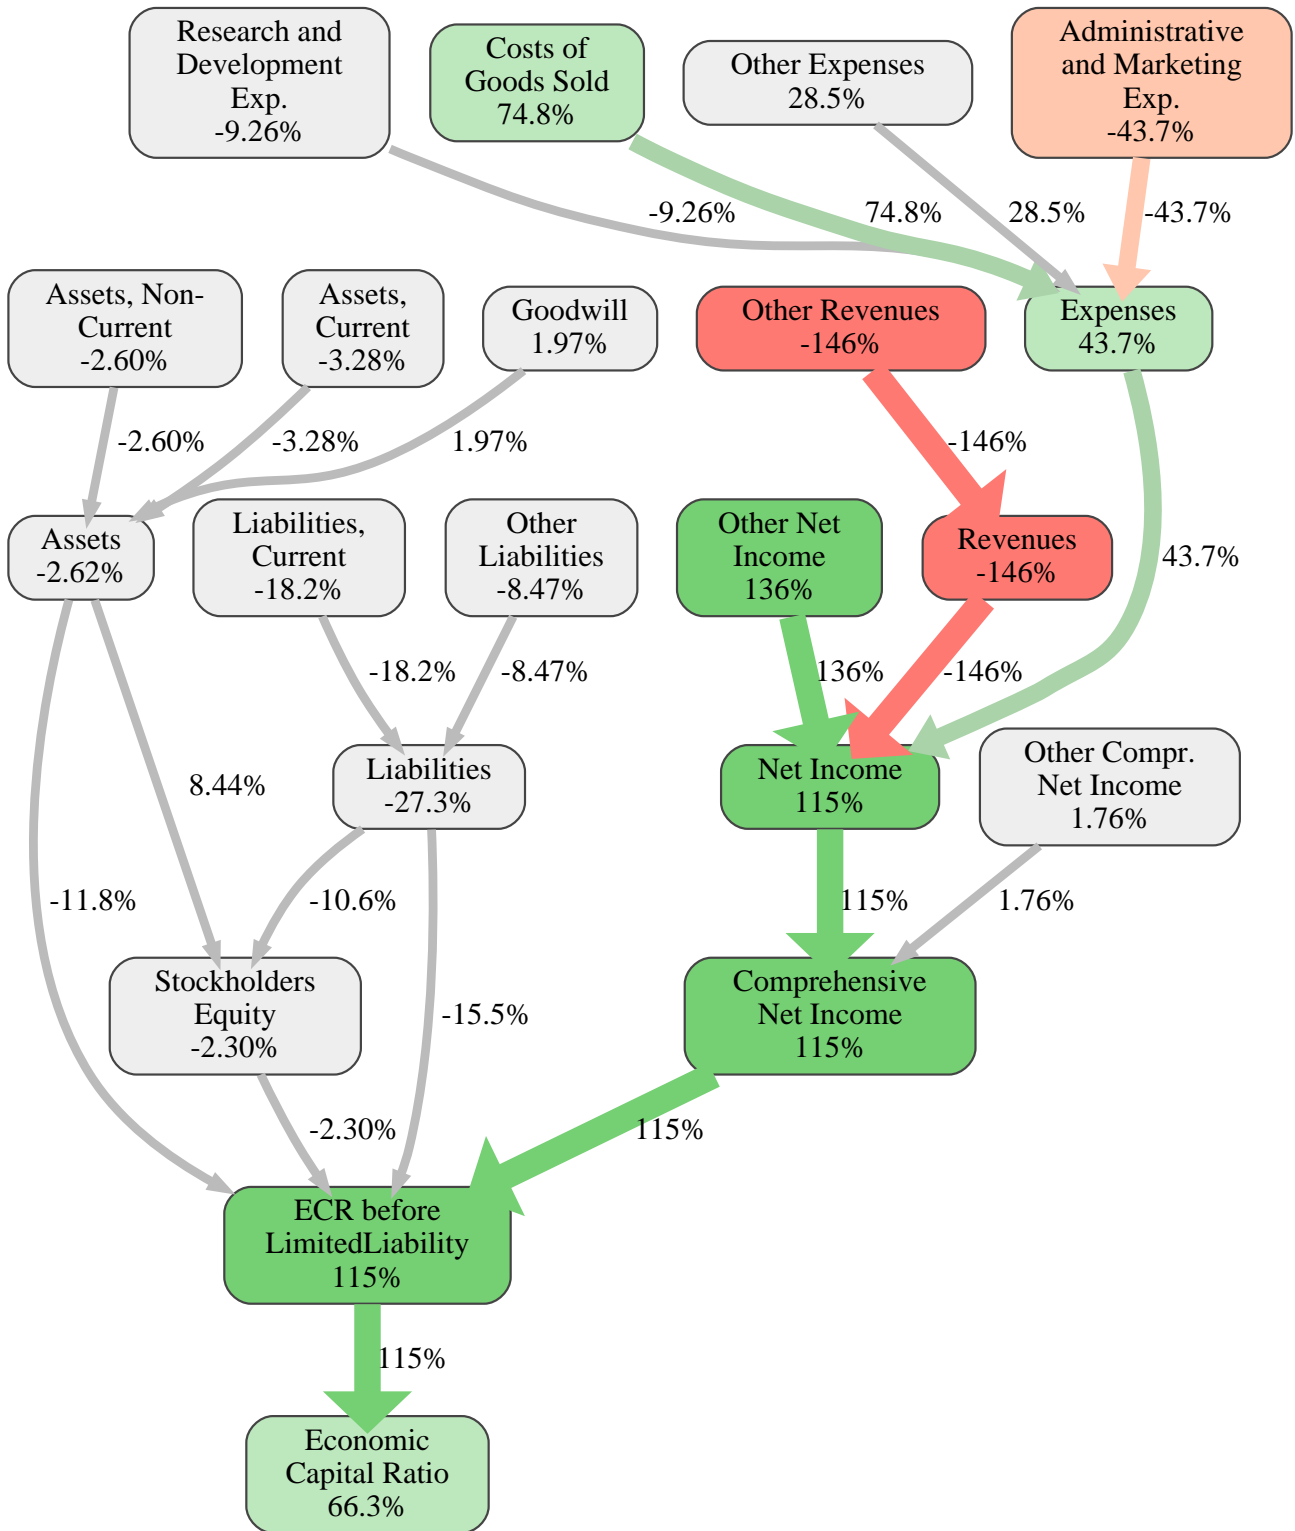 Research and
Development
Exp.
-9.26%
Costs of
Goods Sold
74.8%
Other Expenses
28.5%
Administrative
and Marketing
Exp.
-43.7%
-9.26%
74.8%
28.5%
-43.7%
Assets, Non-
Current
-2.60%
Assets,
Current
-3.28%
Goodwill
1.97%
Other Revenues
-146%
Expenses
43.7%
-2.60%
-3.28%
1.97%
-146%
Assets
-2.62%
Liabilities,
Current
-18.2%
Other
Liabilities
-8.47%
Other Net
Income
136%
Revenues
-146%
43.7%
-18.2%
-8.47%
136%
-146%
8.44%
Liabilities
-27.3%
Net Income
115%
Other Compr.
Net Income
1.76%
-11.8%
-10.6%
115%
1.76%
Stockholders
Equity
-2.30%
-15.5%
Comprehensive
Net Income
115%
-2.30%
115%
ECR before
LimitedLiability
115%
115%
Economic
Capital Ratio
66.3%